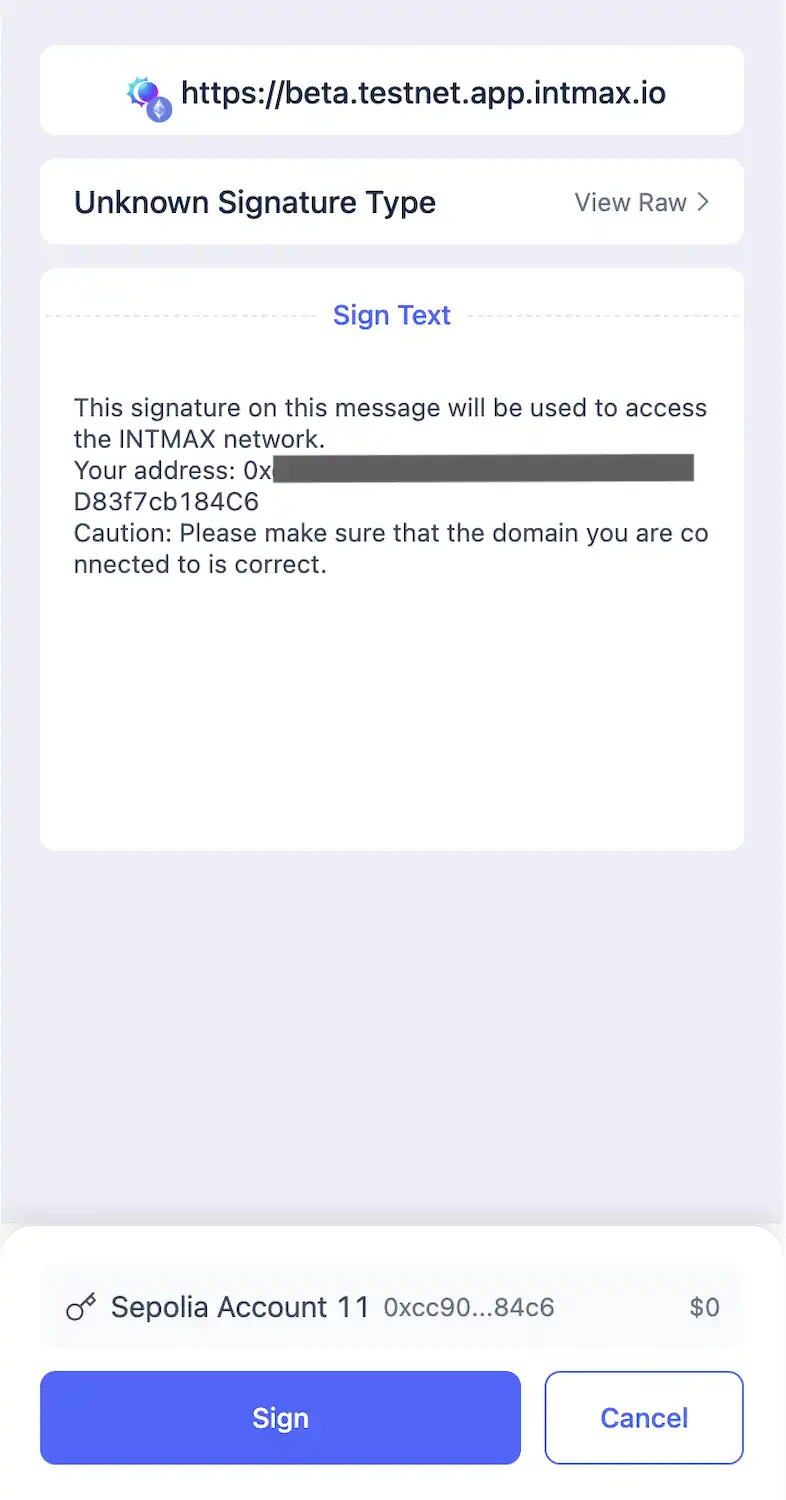 https://beta.testnet.app.intmax.io
Unknown Signature Type View Raw
Sign Text
This signature on this message will be used to access
the INTMAX network.
Your address: 0x
D83f7cb184C6
Caution: Please make sure that the domain you are co
nnected to is correct.
Sepolia Account 11 0xcc90...84c6 $0
Sign Cancel